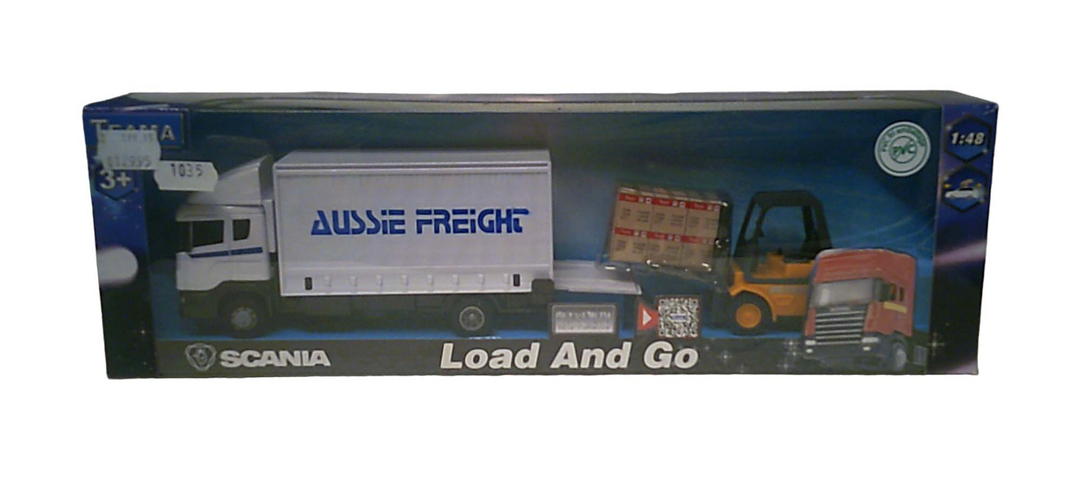 TEAMA
3+
1035
AUSSIE FREIGHT
PVC
1:48
SCANIA
Load And Go